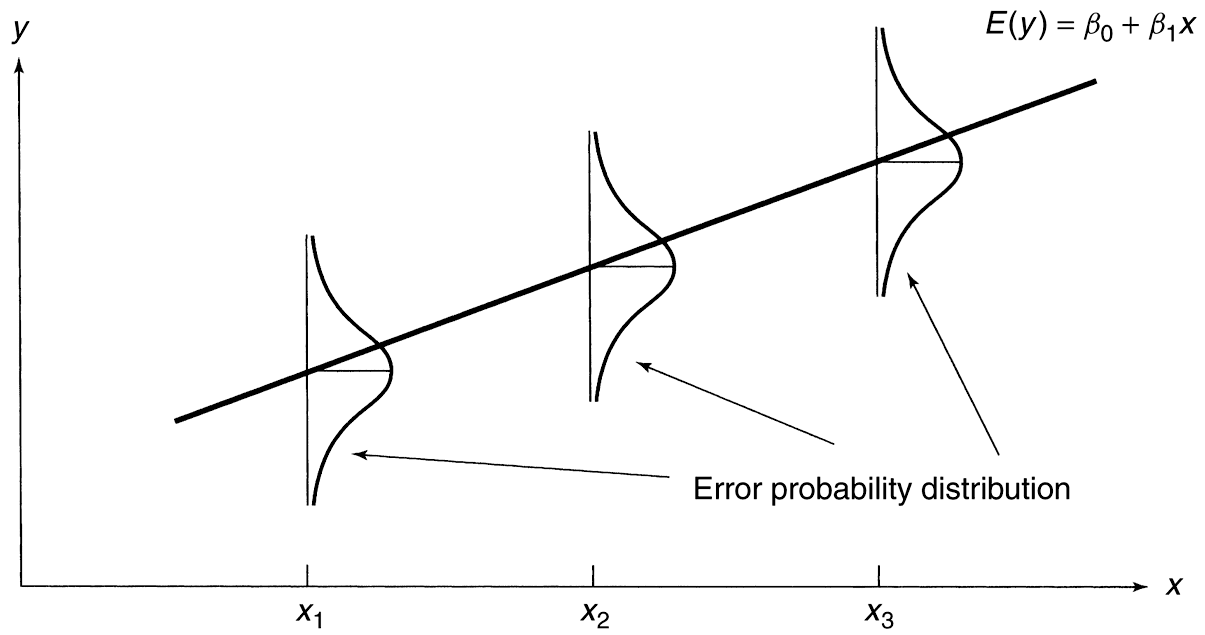 y
E(y) = β₀ + β₁x
Error probability distribution
x
x₁
x₂
x₃